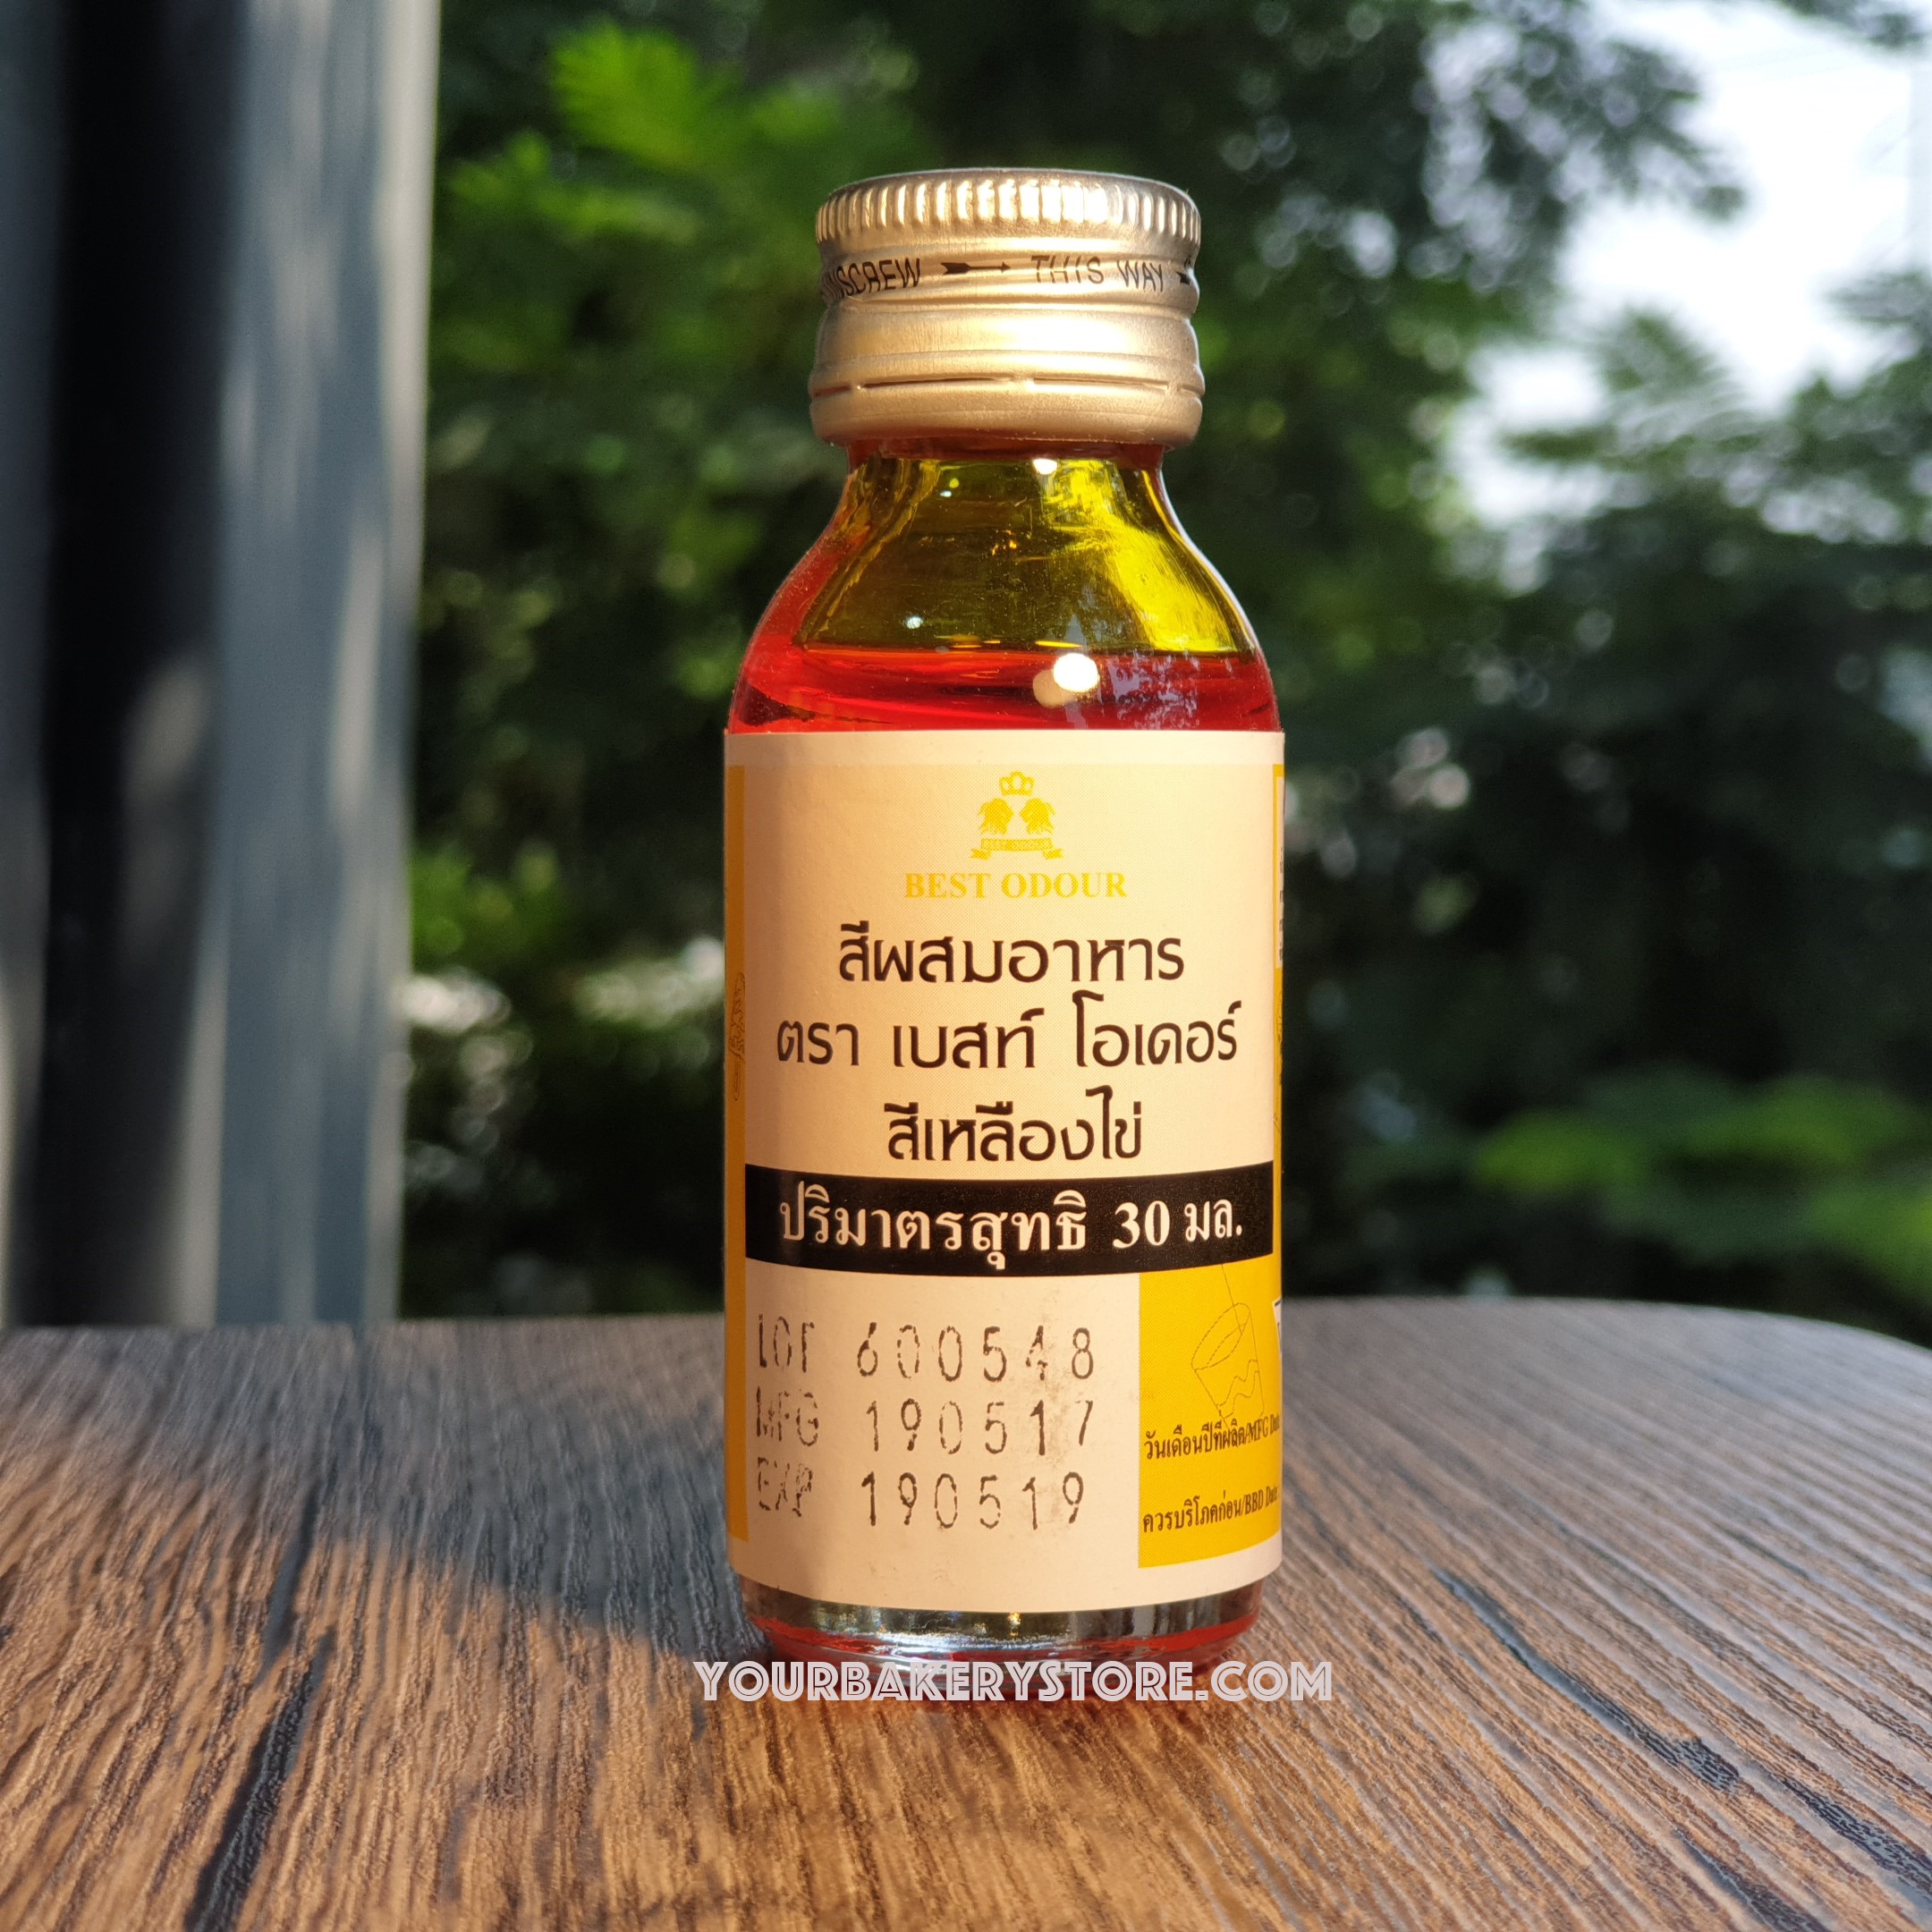 UNSCREW THIS WAY
BEST ODOUR
BEST ODOUR
สีผสมอาหาร
ตรา เบสท์ โอเดอร์
สีเหลืองไข่
ปริมาตรสุทธิ 30 มล.
LOT 600548
MFG 190517
EXP 190519
วันเดือนปีที่ผลิต/MFG Date
ควรบริโภคก่อน/BBD Date
YOURBAKERYSTORE.COM